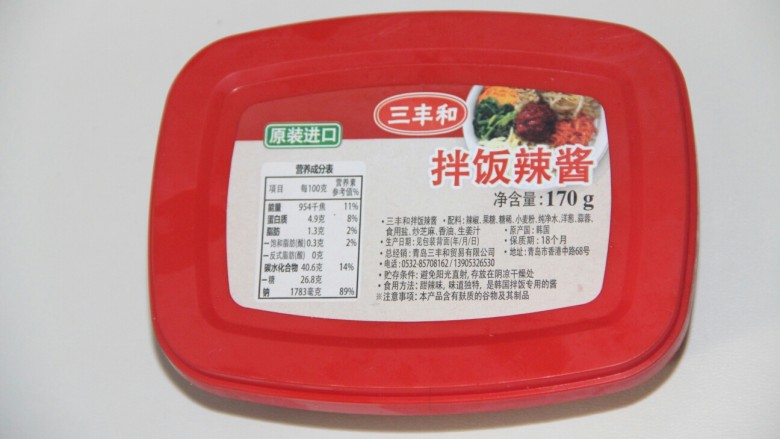 三丰和
原装进口
拌饭辣酱
净含量:170 g
营养成分表
项目 每100克 营养素参考值%
能量 954千焦 11%
蛋白质 4.9克 8%
脂肪 1.3克 2%
—饱和脂肪(酸) 0.3克 2%
—反式脂肪(酸) 0克
碳水化合物 40.6克 14%
—糖 26.8克
钠 1783毫克 89%
·三丰和拌饭辣酱 ·配料:辣椒、果糖、糖稀、小麦粉、纯净水、洋葱、蒜蓉、
食用盐、炒芝麻、香油、生姜汁 ·原产国:韩国
·生产日期:见包装背面(年/月/日) ·保质期:18个月
·总经销:青岛三丰和贸易有限公司 ·地址:青岛市香港中路68号
·电话:0532-85708162 / 13905326530
·贮存条件:避免阳光直射,存放在阴凉干燥处
·食用方法:甜辣味,味道独特,是韩国拌饭专用的酱
※注意事项:本产品含有麸质的谷物及其制品